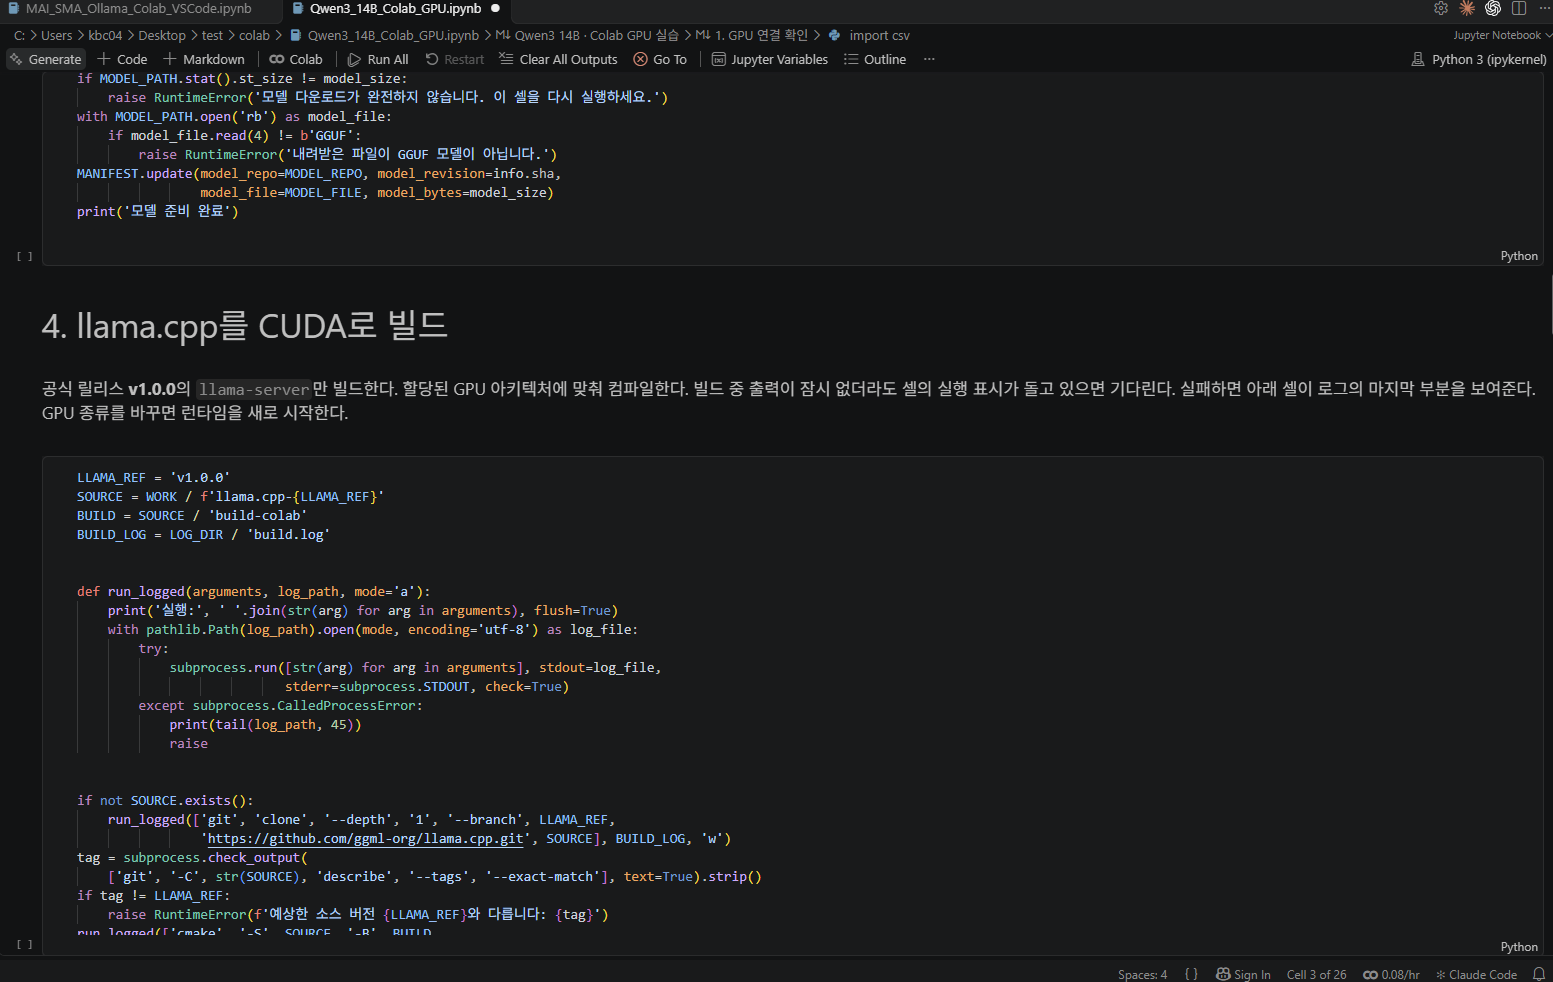 MAI_SMA_Ollama_Colab_VSCode.ipynb
Qwen3_14B_Colab_GPU.ipynb
C: > Users > kbc04 > Desktop > test > colab > Qwen3_14B_Colab_GPU.ipynb > M↓ Qwen3 14B · Colab GPU 실습 > M↓ 1. GPU 연결 확인 > import csv
Jupyter Notebook
Generate + Code + Markdown Colab Run All Restart Clear All Outputs Go To Jupyter Variables Outline ···
Python 3 (ipykernel)
if MODEL_PATH.stat().st_size != model_size:
    raise RuntimeError('모델 다운로드가 완전하지 않습니다. 이 셀을 다시 실행하세요.')
with MODEL_PATH.open('rb') as model_file:
    if model_file.read(4) != b'GGUF':
        raise RuntimeError('내려받은 파일이 GGUF 모델이 아닙니다.')
MANIFEST.update(model_repo=MODEL_REPO, model_revision=info.sha,
                model_file=MODEL_FILE, model_bytes=model_size)
print('모델 준비 완료')
[ ]
Python
4. llama.cpp를 CUDA로 빌드
공식 릴리스 v1.0.0의 llama-server만 빌드한다. 할당된 GPU 아키텍처에 맞춰 컴파일한다. 빌드 중 출력이 잠시 없더라도 셀의 실행 표시가 돌고 있으면 기다린다. 실패하면 아래 셀이 로그의 마지막 부분을 보여준다.
GPU 종류를 바꾸면 런타임을 새로 시작한다.
LLAMA_REF = 'v1.0.0'
SOURCE = WORK / f'llama.cpp-{LLAMA_REF}'
BUILD = SOURCE / 'build-colab'
BUILD_LOG = LOG_DIR / 'build.log'
def run_logged(arguments, log_path, mode='a'):
    print('실행:', ' '.join(str(arg) for arg in arguments), flush=True)
    with pathlib.Path(log_path).open(mode, encoding='utf-8') as log_file:
        try:
            subprocess.run([str(arg) for arg in arguments], stdout=log_file,
                           stderr=subprocess.STDOUT, check=True)
        except subprocess.CalledProcessError:
            print(tail(log_path, 45))
            raise
if not SOURCE.exists():
    run_logged(['git', 'clone', '--depth', '1', '--branch', LLAMA_REF,
                'https://github.com/ggml-org/llama.cpp.git', SOURCE], BUILD_LOG, 'w')
tag = subprocess.check_output(
    ['git', '-C', str(SOURCE), 'describe', '--tags', '--exact-match'], text=True).strip()
if tag != LLAMA_REF:
    raise RuntimeError(f'예상한 소스 버전 {LLAMA_REF}와 다릅니다: {tag}')
run_logged(['cmake', '-S', SOURCE, '-B', BUILD,
[ ]
Python
Spaces: 4 { } Sign In Cell 3 of 26 0.08/hr Claude Code